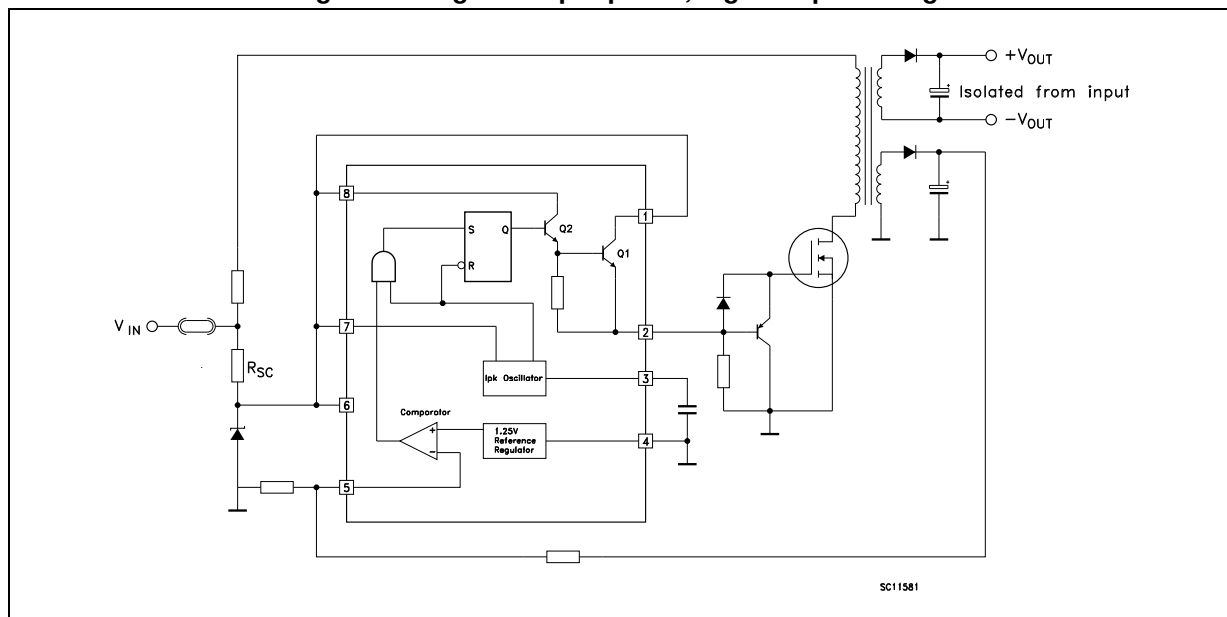 +VOUT
Isolated from input
-VOUT
8
1
S
Q
Q2
R
Q1
VIN
7
2
RSC
Ipk Oscillator
3
6
Comparator
+
-
1.25V
Reference
Regulator
4
5
SC11581